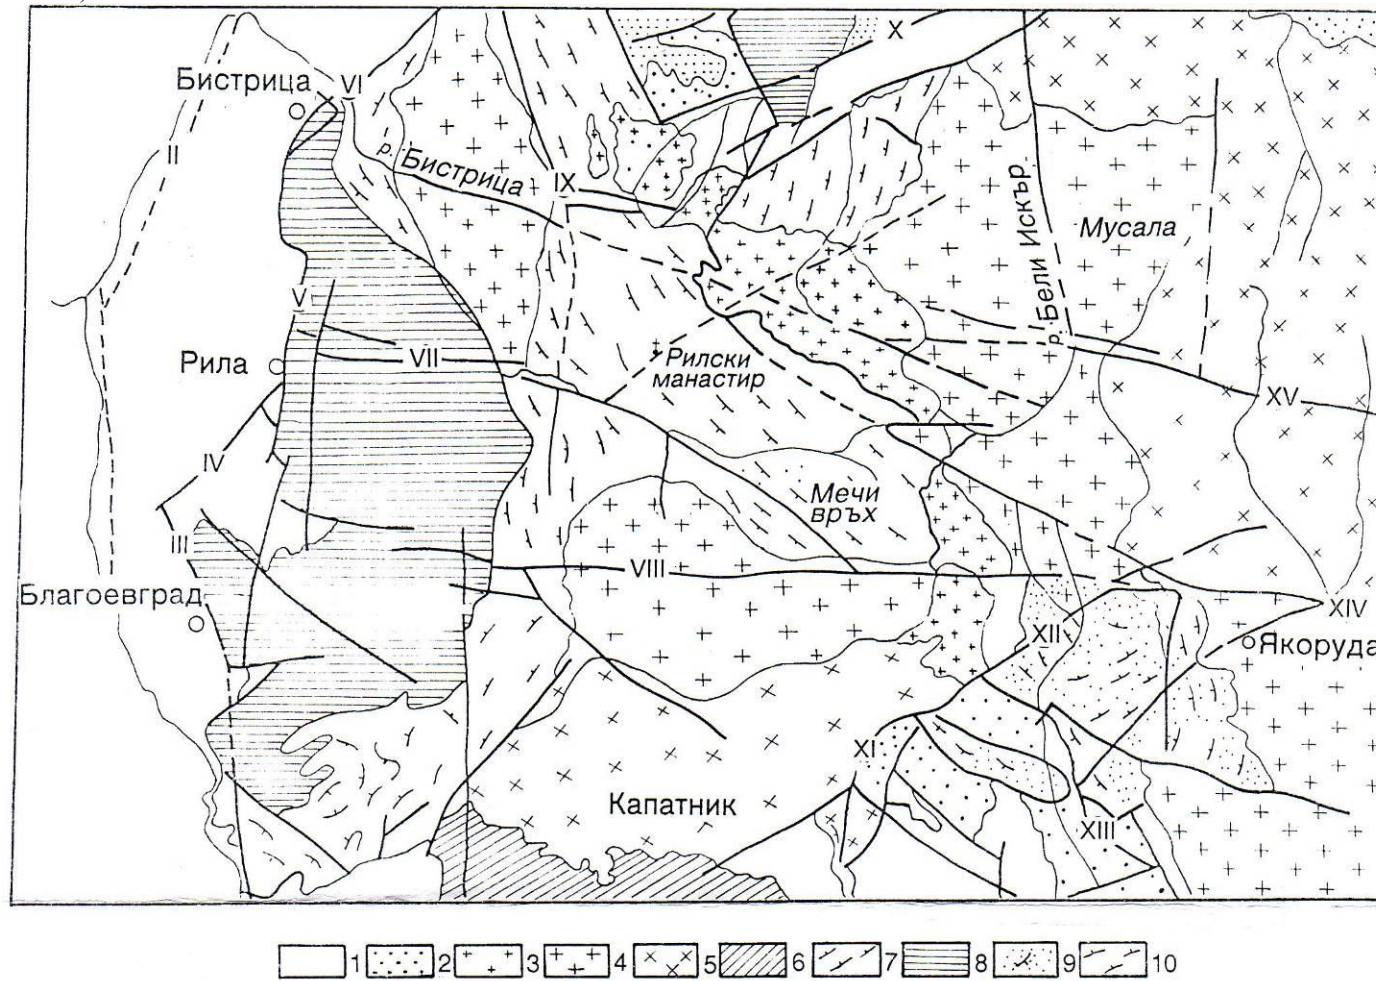 X
Бистрица
VI
II
р. Бистрица
IX
р. Бели Искър
Мусала
V
Рила
VII
Рилски
манастир
XV
IV
Мечи
връх
III
VIII
Благоевград
XIV
XII
Якоруда
XI
Капатник
XIII
1 2 3 4 5 6 7 8 9 10